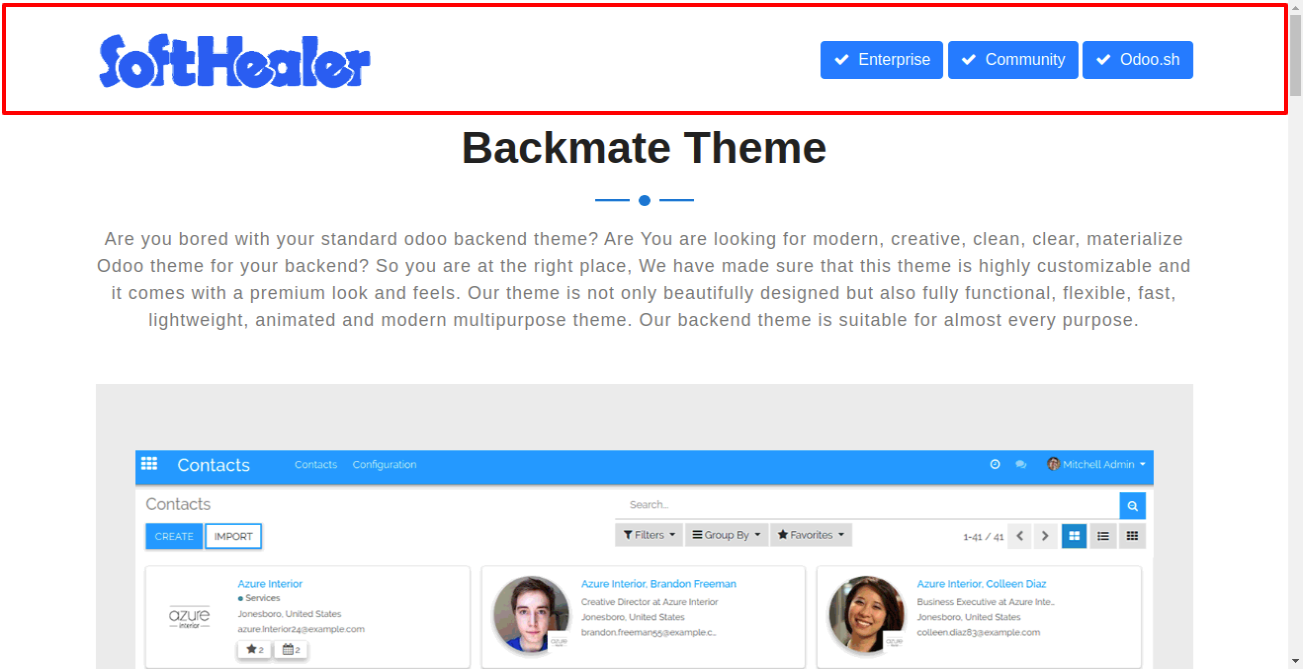 SoftHealer
Enterprise
Community
Odoo.sh
Backmate Theme
Are you bored with your standard odoo backend theme? Are You are looking for modern, creative, clean, clear, materialize
Odoo theme for your backend? So you are at the right place, We have made sure that this theme is highly customizable and
it comes with a premium look and feels. Our theme is not only beautifully designed but also fully functional, flexible, fast,
lightweight, animated and modern multipurpose theme. Our backend theme is suitable for almost every purpose.
Contacts
Contacts
Configuration
Mitchell Admin
Contacts
Search...
CREATE
IMPORT
Filters
Group By
Favorites
1-41 / 41
Azure Interior
Services
Jonesboro, United States
azure.Interior24@example.com
2
2
azure
interior
Azure Interior, Brandon Freeman
Creative Director at Azure Interior
Jonesboro, United States
brandon.freeman55@example.c...
Azure Interior, Colleen Diaz
Business Executive at Azure Inte...
Jonesboro, United States
colleen.diaz83@example.com